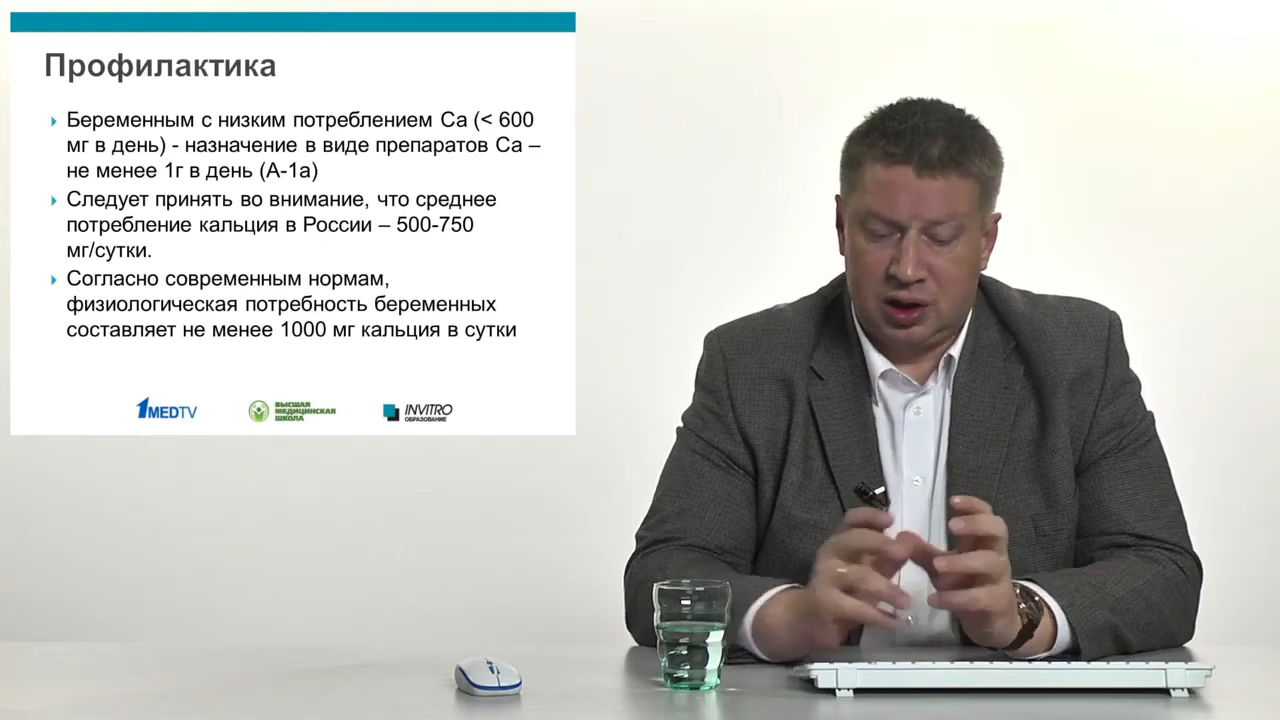 Профилактика
Беременным с низким потреблением Ca (< 600
мг в день) - назначение в виде препаратов Ca –
не менее 1г в день (A-1a)
Следует принять во внимание, что среднее
потребление кальция в России – 500-750
мг/сутки.
Согласно современным нормам,
физиологическая потребность беременных
составляет не менее 1000 мг кальция в сутки
1MEDTV
ВЫСШАЯ
МЕДИЦИНСКАЯ
ШКОЛА
INVITRO
ОБРАЗОВАНИЕ